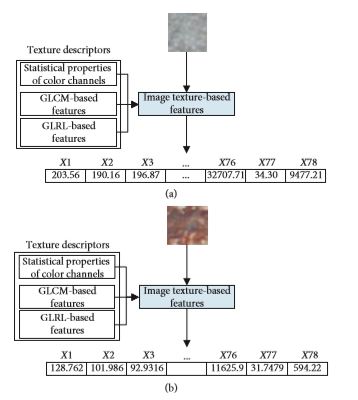 Texture descriptors
Statistical properties
of color channels
GLCM-based
features
GLRL-based
features
Image texture-based
features
X1 X2 X3 ... X76 X77 X78
203.56 190.16 196.87 ... 32707.71 34.30 9477.21
(a)
Texture descriptors
Statistical properties
of color channels
GLCM-based
features
GLRL-based
features
Image texture-based
features
X1 X2 X3 ... X76 X77 X78
128.762 101.986 92.9316 11625.9 31.7479 594.22
(b)